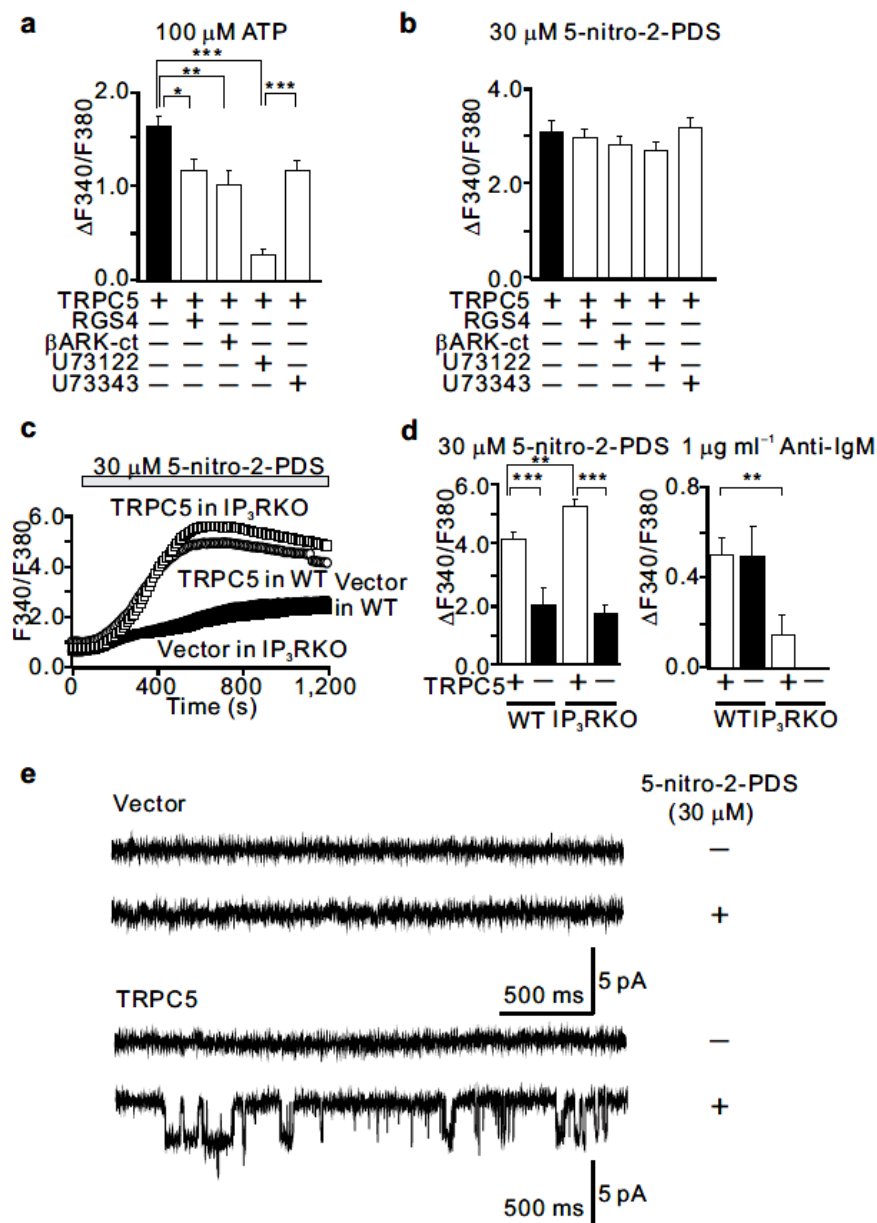 a
100 μM ATP
***
**
*
***
2.0
1.0
0.0
ΔF340/F380
TRPC5 + + + + +
RGS4 − + − − −
βARK-ct − − + − −
U73122 − − − + −
U73343 − − − − +
b
30 μM 5-nitro-2-PDS
4.0
2.0
0.0
ΔF340/F380
TRPC5 + + + + +
RGS4 − + − − −
βARK-ct − − + − −
U73122 − − − + −
U73343 − − − − +
c
30 μM 5-nitro-2-PDS
TRPC5 in IP₃RKO
TRPC5 in WT
Vector in WT
Vector in IP₃RKO
6.0
4.0
2.0
0.0
F340/F380
0 400 800 1,200
Time (s)
d
30 μM 5-nitro-2-PDS
**
*** ***
6.0
4.0
2.0
0.0
ΔF340/F380
TRPC5 + − + −
WT IP₃RKO
1 μg ml⁻¹ Anti-IgM
**
0.8
0.4
0.0
ΔF340/F380
+ − + −
WT IP₃RKO
e
5-nitro-2-PDS
(30 μM)
Vector
−
+
5 pA
500 ms
TRPC5
−
+
5 pA
500 ms